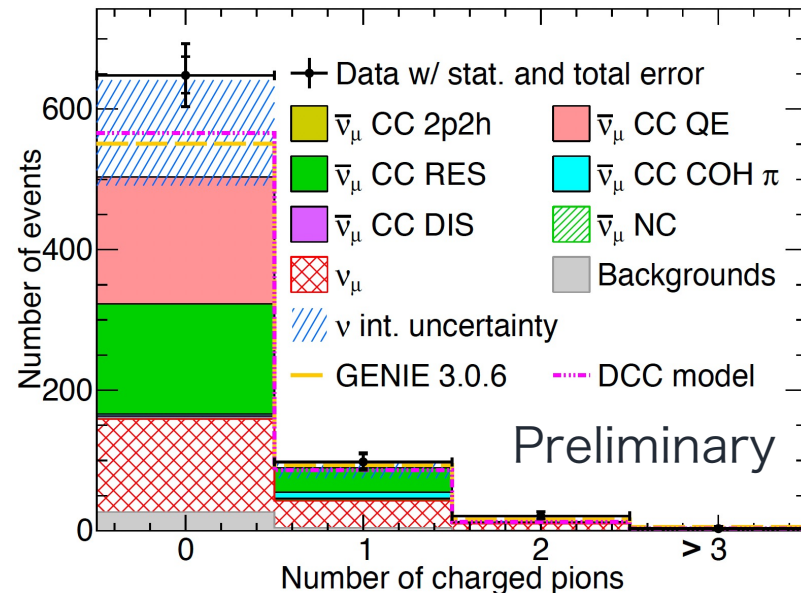 Number of events
600
400
200
0
Data w/ stat. and total error
ν̅μ CC 2p2h
ν̅μ CC QE
ν̅μ CC RES
ν̅μ CC COH π
ν̅μ CC DIS
ν̅μ NC
νμ
Backgrounds
ν int. uncertainty
GENIE 3.0.6
DCC model
Preliminary
0 1 2 > 3
Number of charged pions